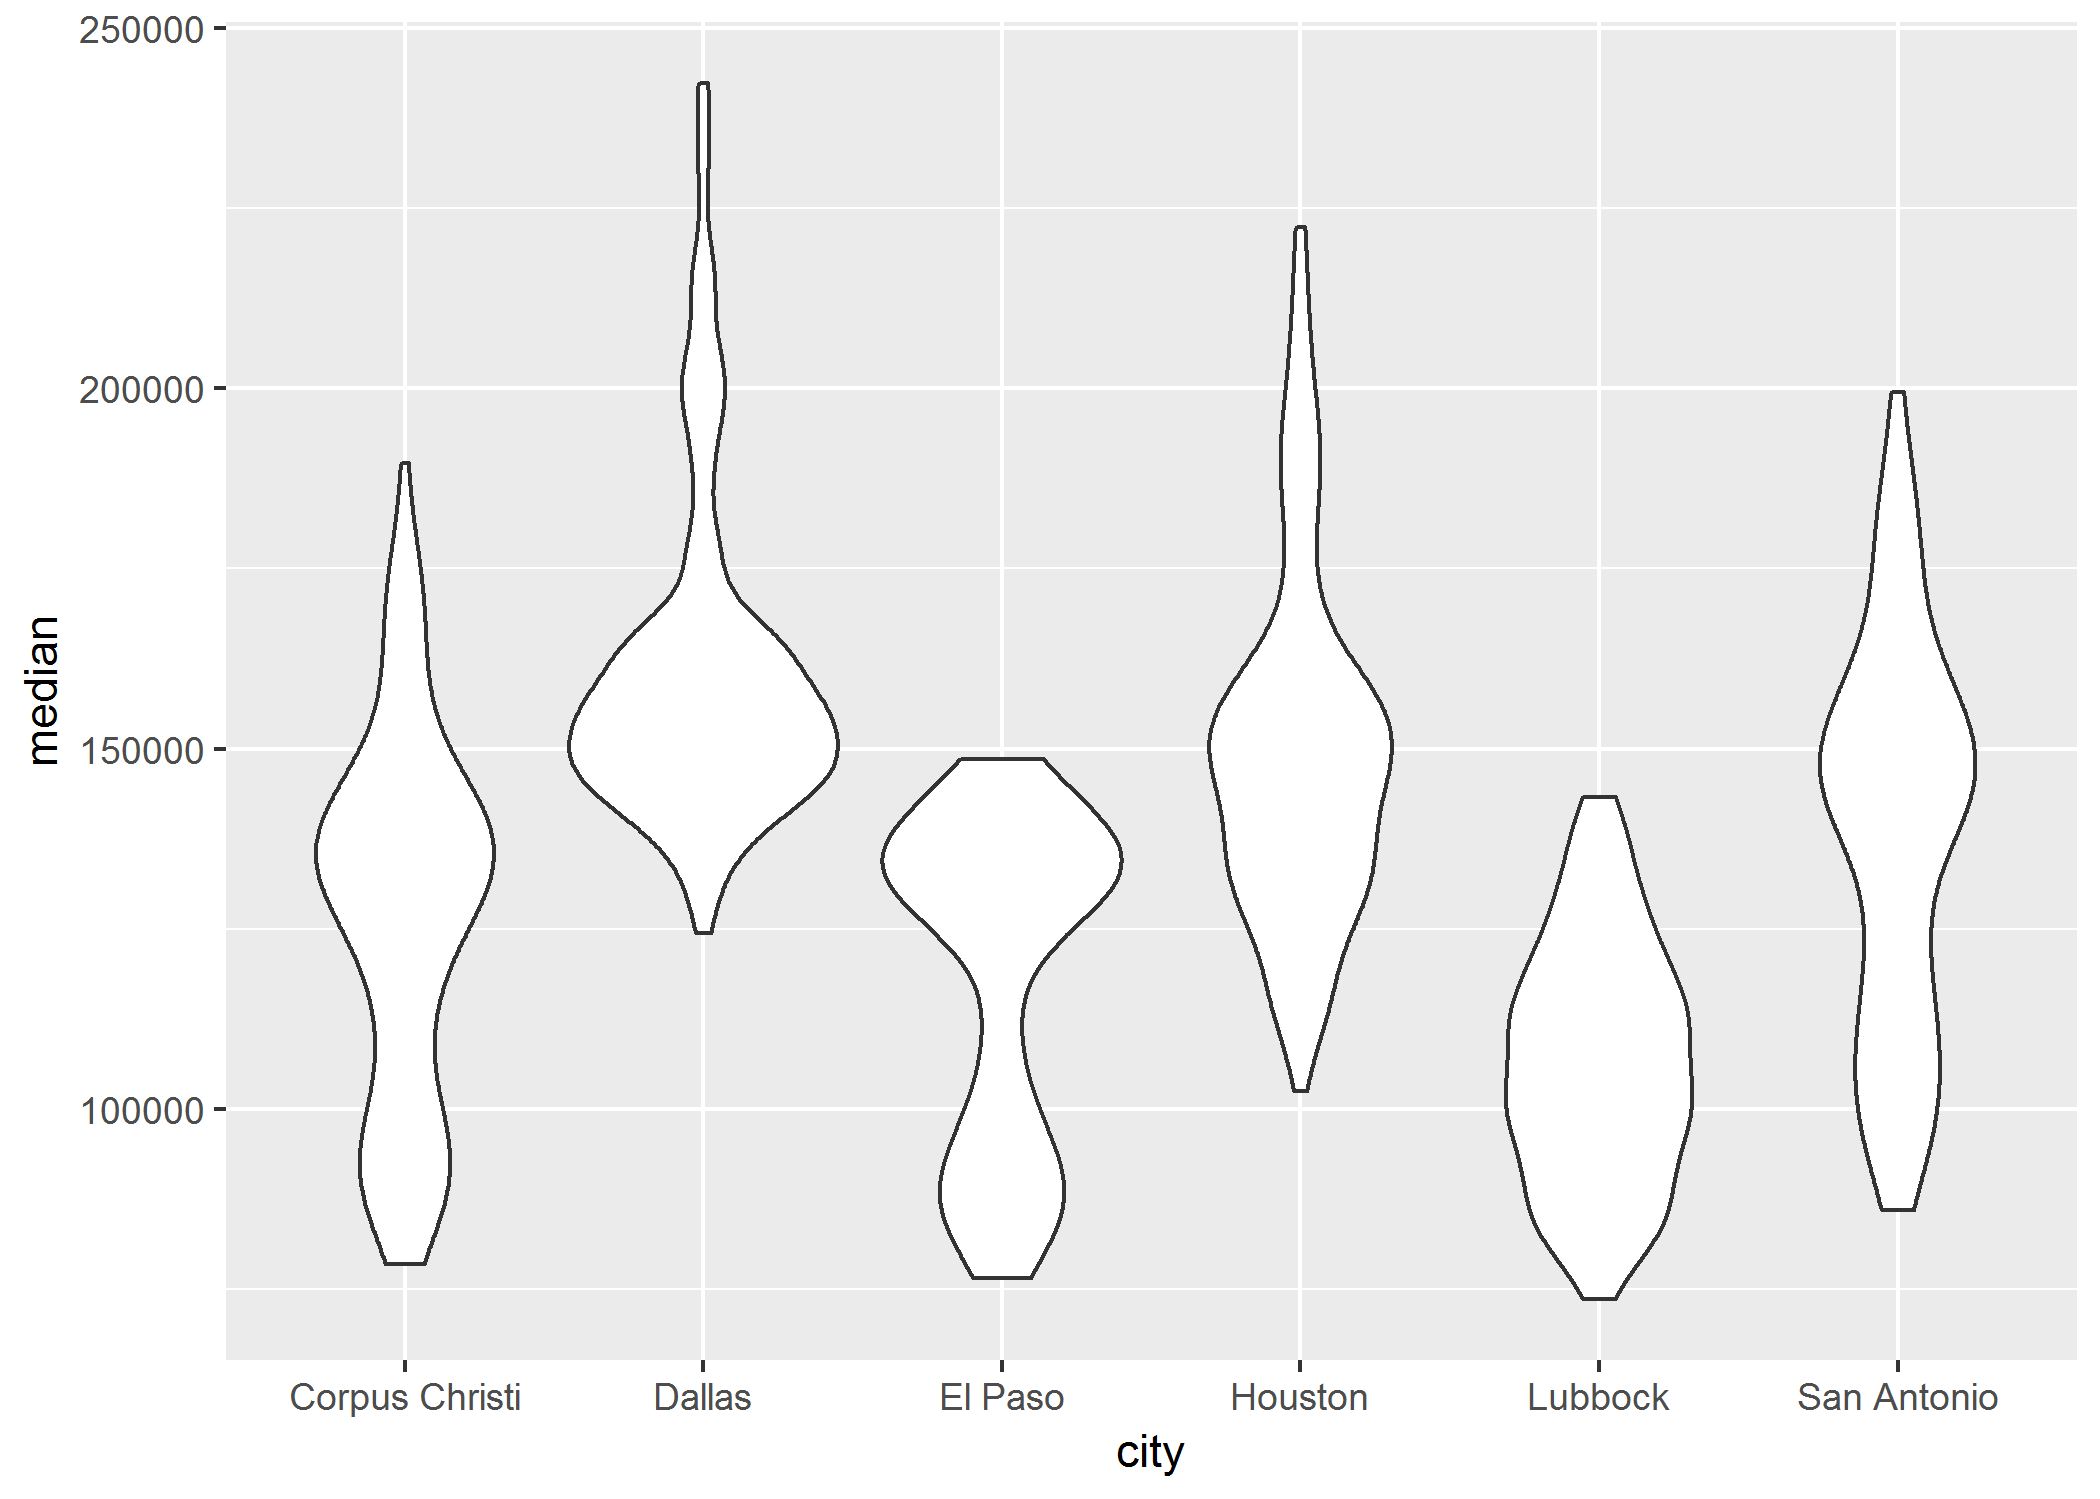 250000
200000
150000
100000
median
Corpus Christi Dallas El Paso Houston Lubbock San Antonio
city